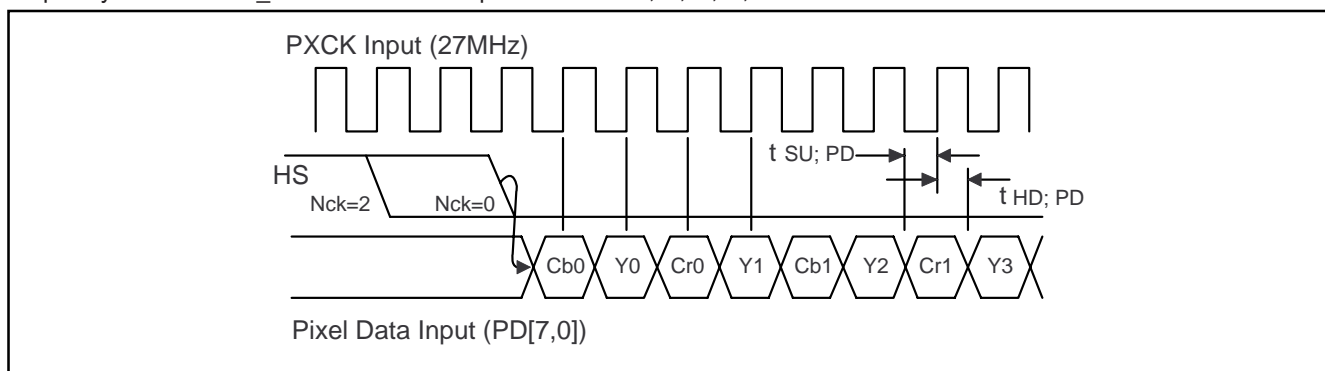 PXCK Input (27MHz)
t SU; PD
HS
t HD; PD
Nck=2 Nck=0
Cb0 Y0 Cr0 Y1 Cb1 Y2 Cr1 Y3
Pixel Data Input (PD[7,0])